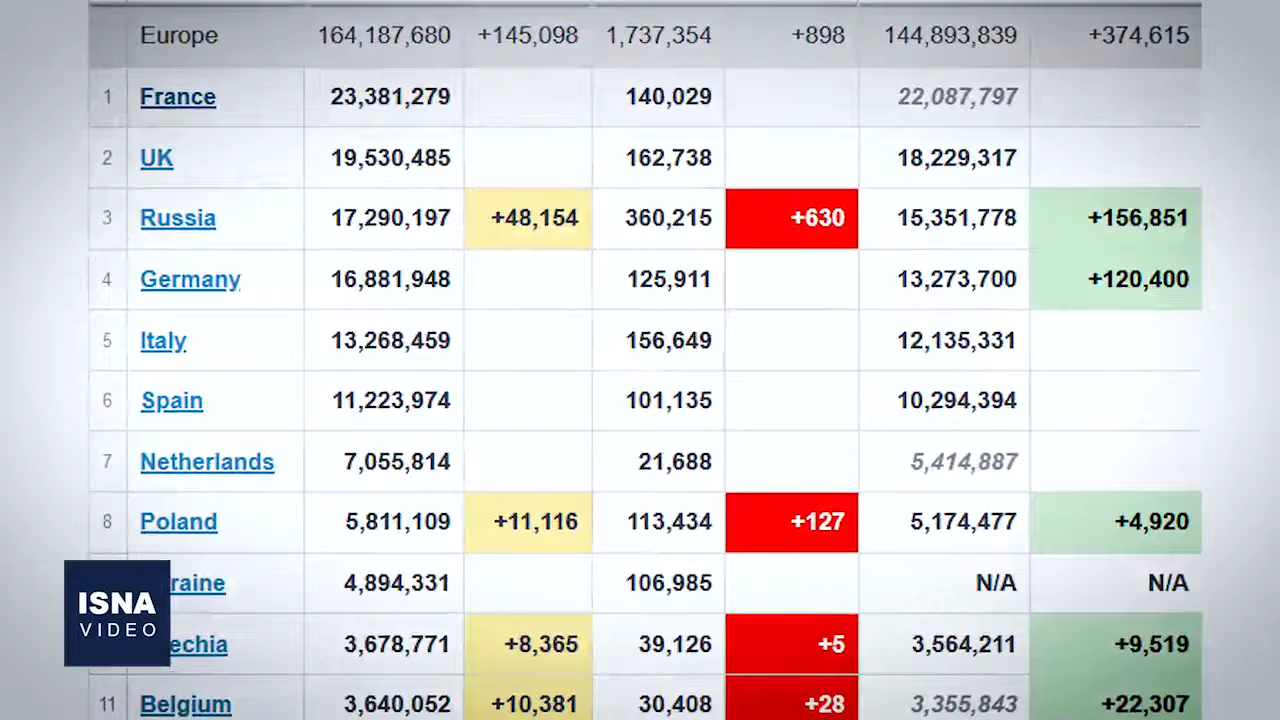 Europe 164,187,680 +145,098 1,737,354 +898 144,893,839 +374,615
1 France 23,381,279 140,029 22,087,797
2 UK 19,530,485 162,738 18,229,317
3 Russia 17,290,197 +48,154 360,215 +630 15,351,778 +156,851
4 Germany 16,881,948 125,911 13,273,700 +120,400
5 Italy 13,268,459 156,649 12,135,331
6 Spain 11,223,974 101,135 10,294,394
7 Netherlands 7,055,814 21,688 5,414,887
8 Poland 5,811,109 +11,116 113,434 +127 5,174,477 +4,920
raine 4,894,331 106,985 N/A N/A
echia 3,678,771 +8,365 39,126 +5 3,564,211 +9,519
11 Belgium 3,640,052 +10,381 30,408 +28 3,355,843 +22,307
ISNA
VIDEO